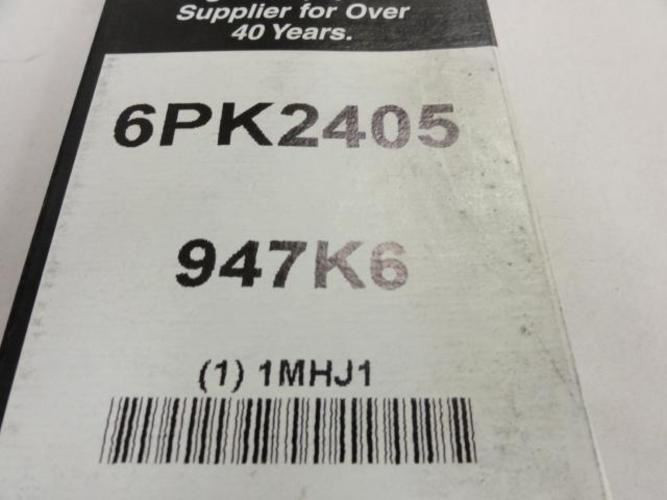 Supplier for Over
40 Years.
6PK2405
947K6
(1) 1MHJ1